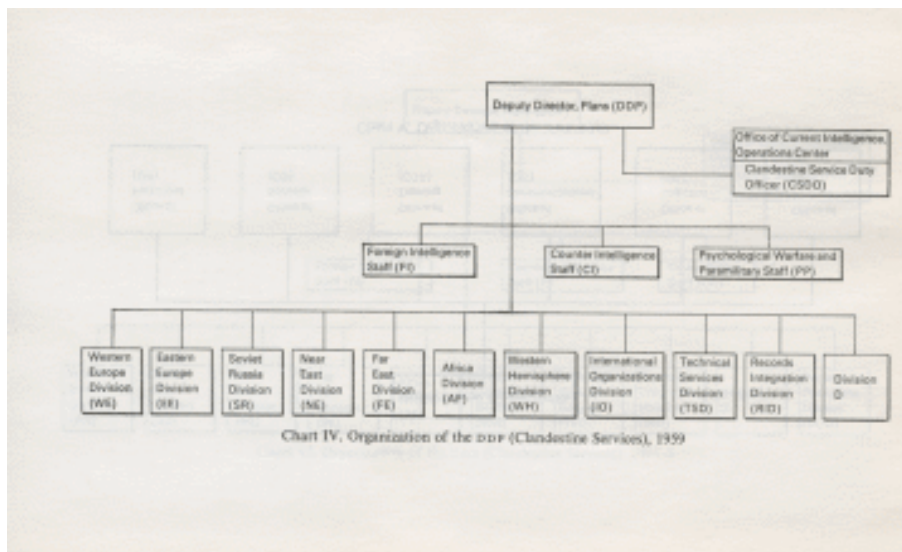 Deputy Director, Plans (DDP)
Office of Current Intelligence,
Operations Center
Clandestine Service Duty
Officer (CSDO)
Foreign Intelligence
Staff (FI)
Counter Intelligence
Staff (CI)
Psychological Warfare and
Paramilitary Staff (PP)
Western
Europe
Division
(WE)
Eastern
Europe
Division
(EE)
Soviet
Russia
Division
(SR)
Near
East
Division
(NE)
Far
East
Division
(FE)
Africa
Division
(AF)
Western
Hemisphere
Division
(WH)
International
Organizations
Division
(IO)
Technical
Services
Division
(TSD)
Records
Integration
Division
(RID)
Division
D
Chart IV, Organization of the DDP (Clandestine Services), 1959